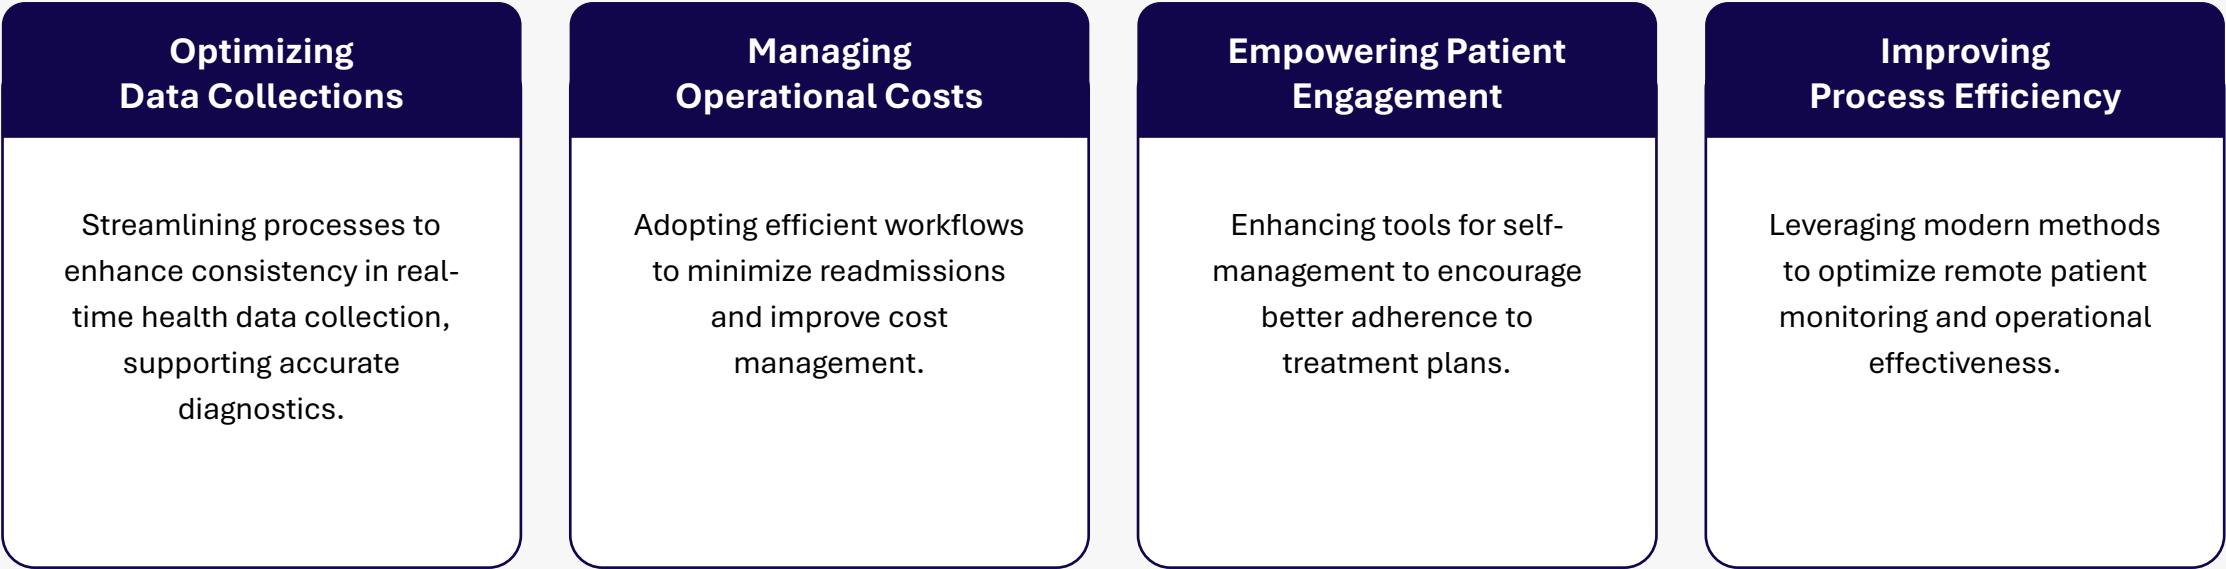 Optimizing
Data Collections
Streamlining processes to
enhance consistency in real-
time health data collection,
supporting accurate
diagnostics.
Managing
Operational Costs
Adopting efficient workflows
to minimize readmissions
and improve cost
management.
Empowering Patient
Engagement
Enhancing tools for self-
management to encourage
better adherence to
treatment plans.
Improving
Process Efficiency
Leveraging modern methods
to optimize remote patient
monitoring and operational
effectiveness.